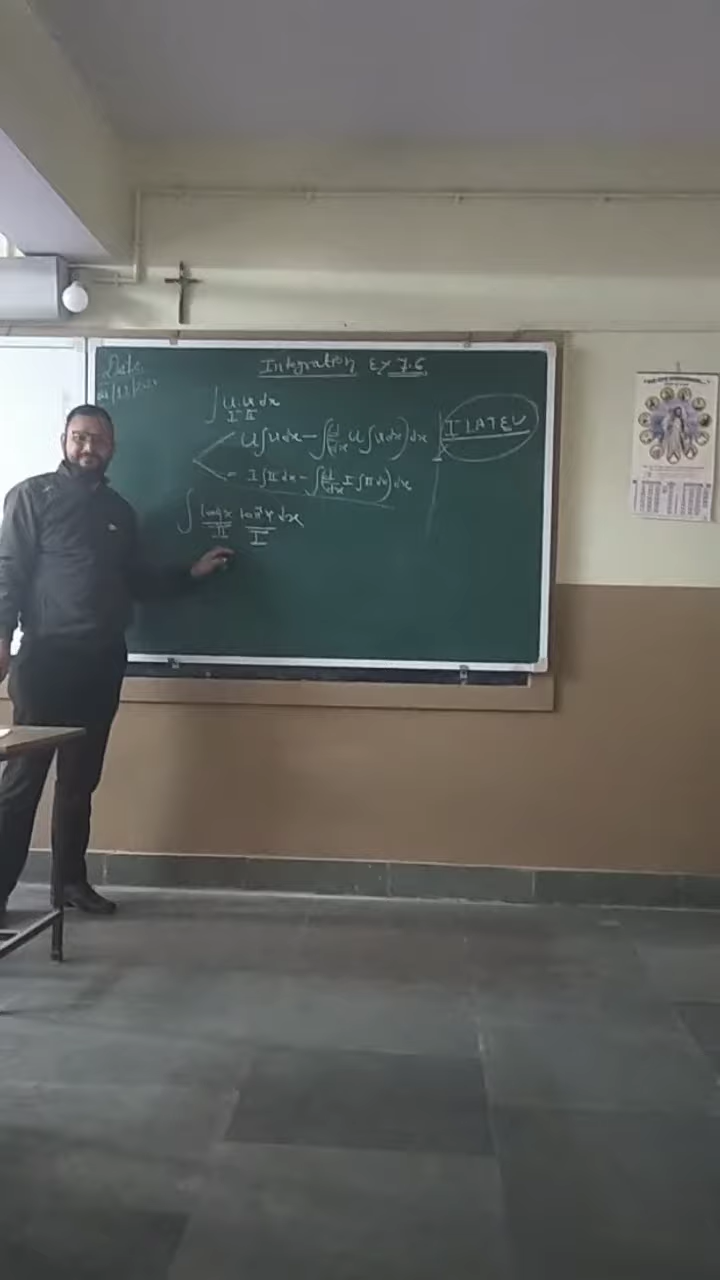 Date
Integration Ex 7.6
∫ u.v dx
I II
u∫v dx − ∫(d/dx u ∫v dx) dx
I LATEU
= I ∫II dx − ∫(d/dx I ∫II dx) dx
∫ log x tan⁻¹x dx
II I